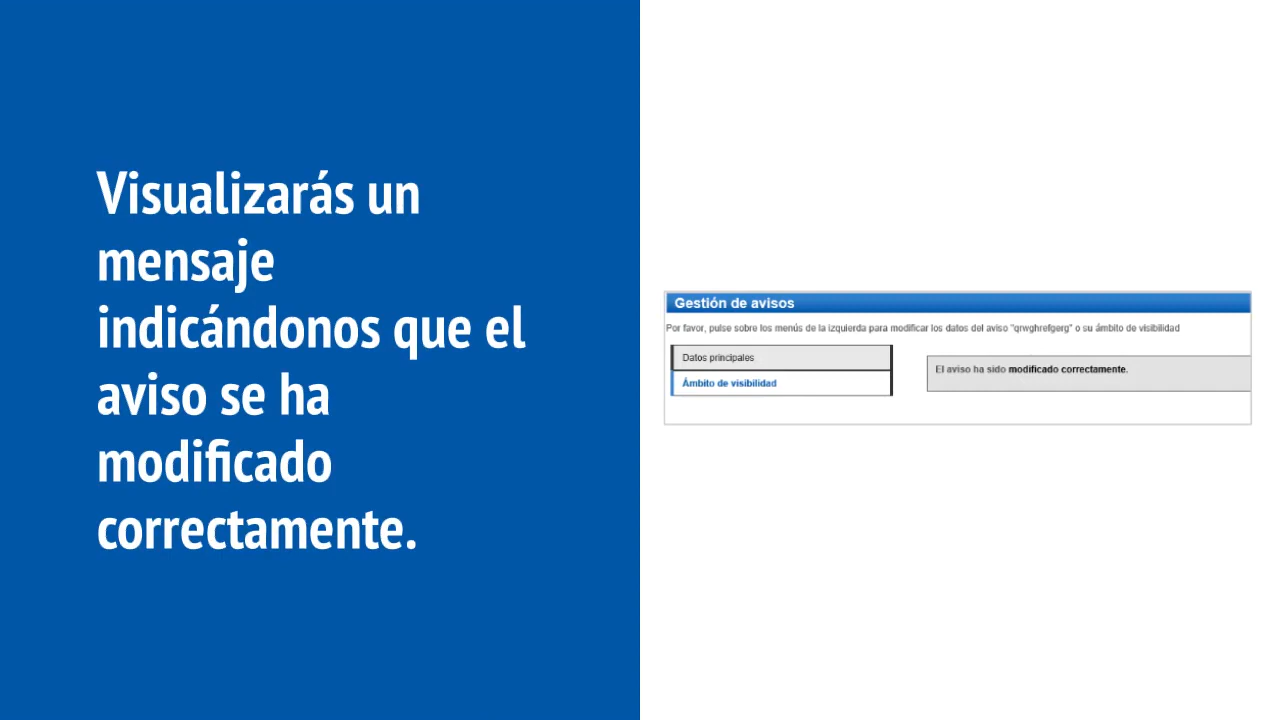 Visualizarás un
mensaje
indicándonos que el
aviso se ha
modificado
correctamente.
Gestión de avisos
Por favor, pulse sobre los menús de la izquierda para modificar los datos del aviso "qrwghrefgerg" o su ámbito de visibilidad
Datos principales
Ámbito de visibilidad
El aviso ha sido modificado correctamente.